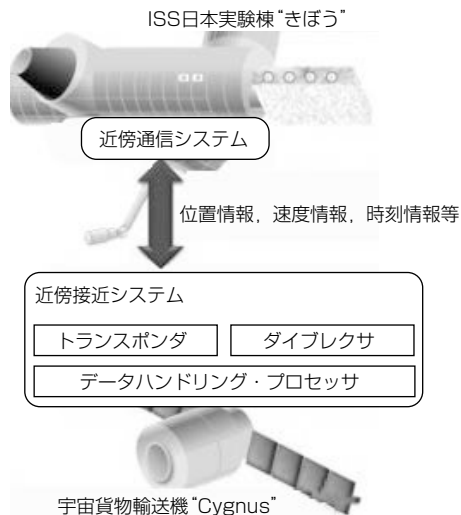 ISS日本実験棟“きぼう”
近傍通信システム
位置情報，速度情報，時刻情報等
近傍接近システム
トランスポンダ
ダイプレクサ
データハンドリング・プロセッサ
宇宙貨物輸送機“Cygnus”